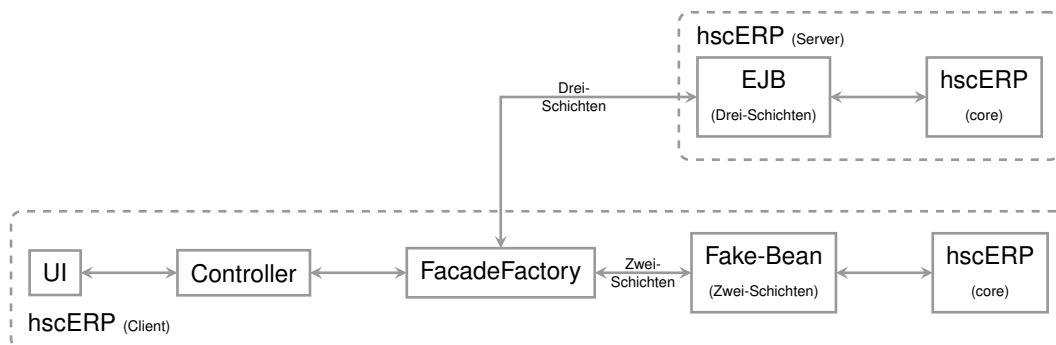 hscERP (Server)
EJB
(Drei-Schichten)
hscERP
(core)
Drei-
Schichten
UI
Controller
FacadeFactory
Zwei-
Schichten
Fake-Bean
(Zwei-Schichten)
hscERP
(core)
hscERP (Client)